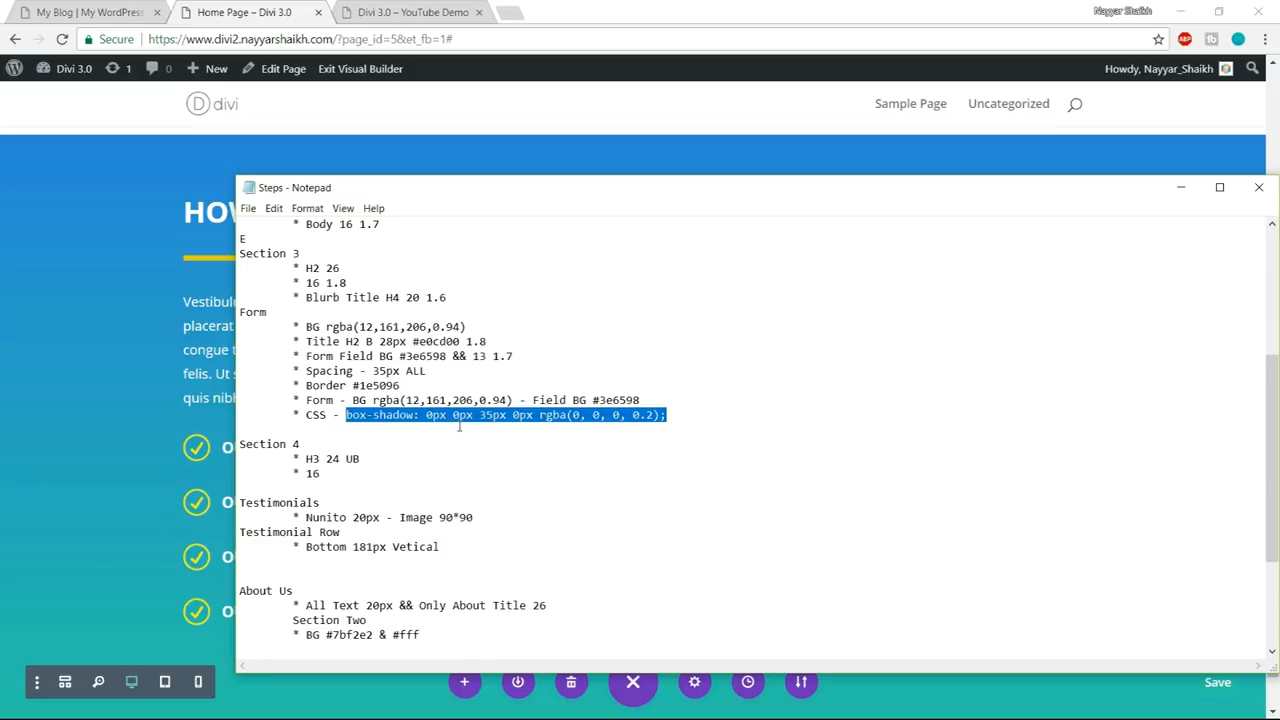 My Blog | My WordPress
Home Page – Divi 3.0
Divi 3.0 – YouTube Demo
Nayyar Shaikh
Secure
https://www.divi2.nayyarshaikh.com/?page_id=5&et_fb=1#
ABP
fb
Divi 3.0
1
New
Edit Page
Exit Visual Builder
Howdy, Nayyar_Shaikh
D divi
Sample Page
Uncategorized
HOW
Steps - Notepad
File Edit Format View Help
* Body 16 1.7
E
Section 3
* H2 26
* 16 1.8
* Blurb Title H4 20 1.6
Form
* BG rgba(12,161,206,0.94)
* Title H2 B 28px #e0cd00 1.8
* Form Field BG #3e6598 && 13 1.7
* Spacing - 35px ALL
* Border #1e5096
* Form - BG rgba(12,161,206,0.94) - Field BG #3e6598
* CSS - box-shadow: 0px 0px 35px 0px rgba(0, 0, 0, 0.2);
Section 4
* H3 24 UB
* 16
Testimonials
* Nunito 20px - Image 90*90
Testimonial Row
* Bottom 181px Vetical
About Us
* All Text 20px && Only About Title 26
Section Two
* BG #7bf2e2 & #fff
Vestibulu
placerat
congue t
felis. Ut s
quis nibh
O
O
O
O
Save